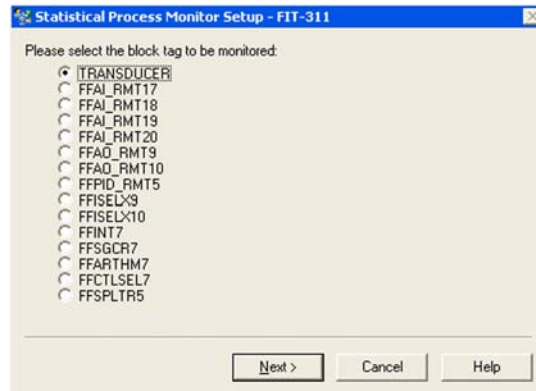 Statistical Process Monitor Setup - FIT-311
Please select the block tag to be monitored:
TRANSDUCER
FFAI_RMT17
FFAI_RMT18
FFAI_RMT19
FFAI_RMT20
FFAO_RMT9
FFAO_RMT10
FFPID_RMT5
FFISELX9
FFISELX10
FFINT7
FFSGCR7
FFARTHM7
FFCTLSEL7
FFSPLTR5
Next > Cancel Help